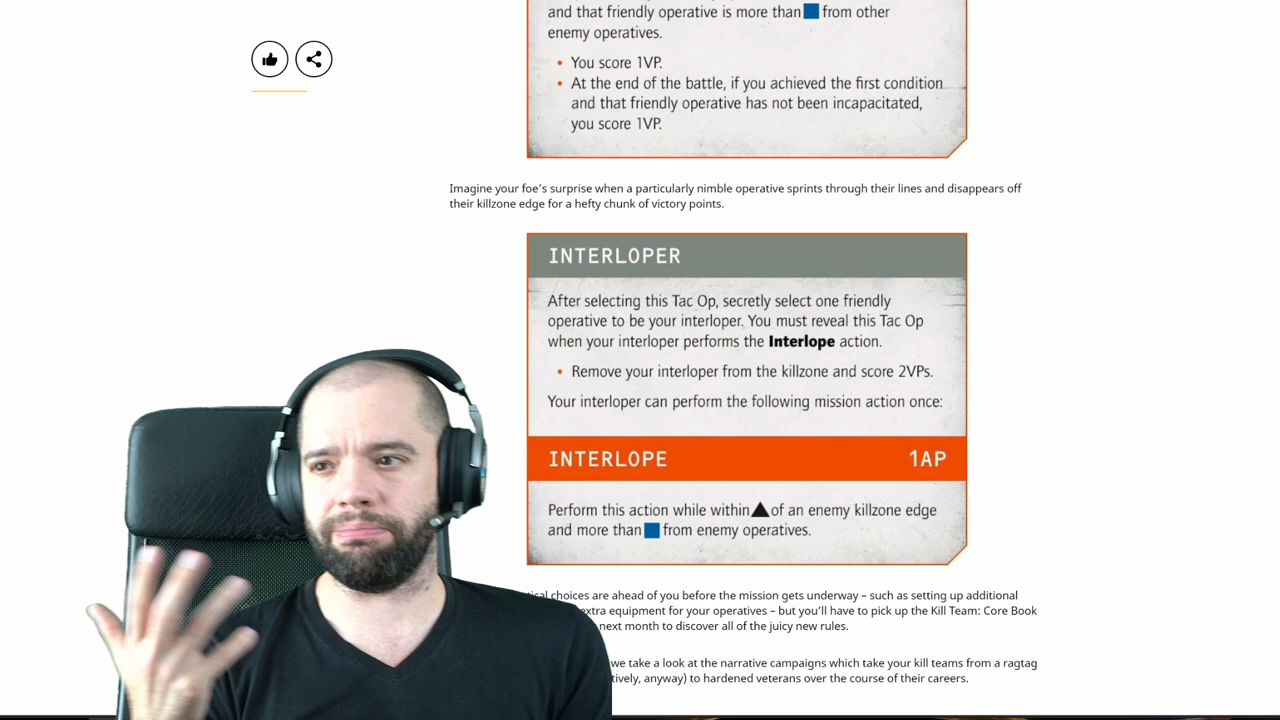 and that friendly operative is more than from other
enemy operatives.
• You score 1VP.
• At the end of the battle, if you achieved the first condition
and that friendly operative has not been incapacitated,
you score 1VP.
Imagine your foe's surprise when a particularly nimble operative sprints through their lines and disappears off
their killzone edge for a hefty chunk of victory points.
INTERLOPER
After selecting this Tac Op, secretly select one friendly
operative to be your interloper. You must reveal this Tac Op
when your interloper performs the Interlope action.
• Remove your interloper from the killzone and score 2VPs.
Your interloper can perform the following mission action once:
INTERLOPE 1AP
Perform this action while within ▲ of an enemy killzone edge
and more than from enemy operatives.
choices are ahead of you before the mission gets underway – such as setting up additional
extra equipment for your operatives – but you'll have to pick up the Kill Team: Core Book
next month to discover all of the juicy new rules.
we take a look at the narrative campaigns which take your kill teams from a ragtag
anyway) to hardened veterans over the course of their careers.